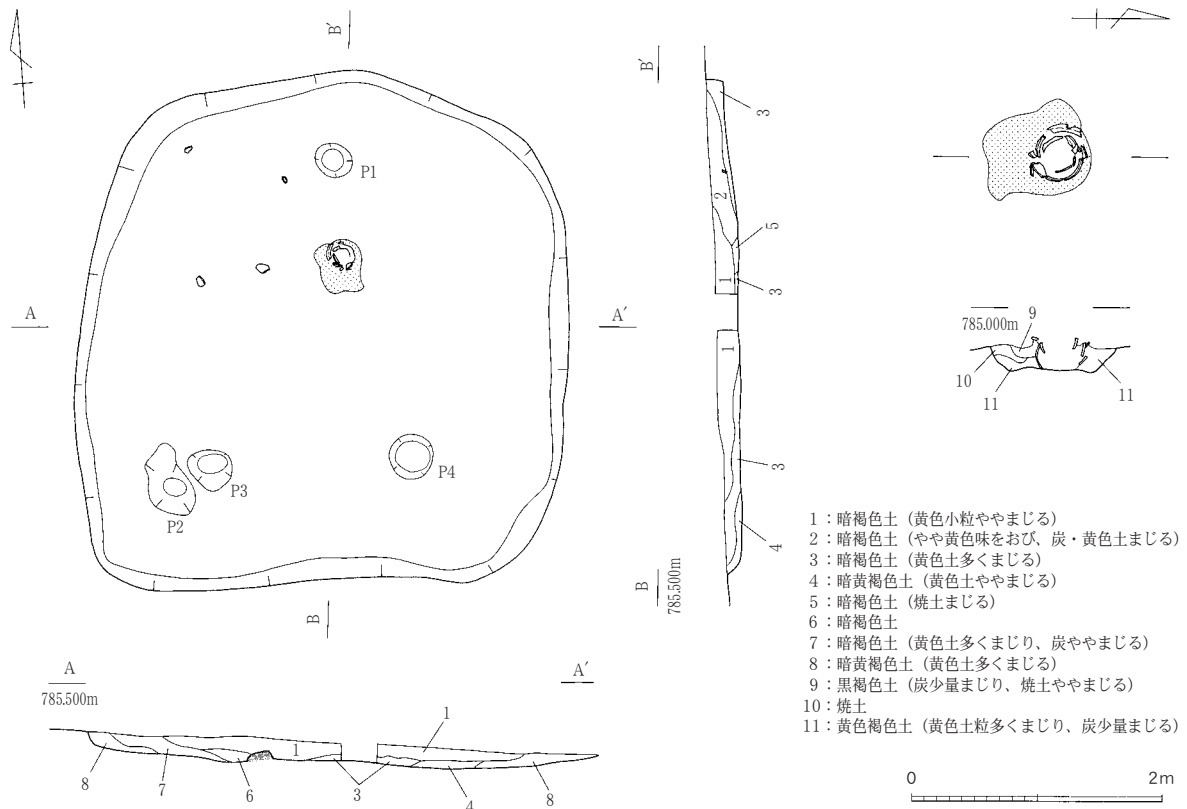 B′
P1
A
A′
P4
P3
P2
B
B′
3
2
5
1
3
1
3
4
B
785.500m
785.000m
9
10
11
11
1：暗褐色土（黄色小粒ややまじる）
2：暗褐色土（やや黄色味をおび、炭・黄色土まじる）
3：暗褐色土（黄色土多くまじる）
4：暗黄褐色土（黄色土ややまじる）
5：暗褐色土（焼土まじる）
6：暗褐色土
7：暗褐色土（黄色土多くまじり、炭ややまじる）
8：暗黄褐色土（黄色土多くまじる）
9：黒褐色土（炭少量まじり、焼土ややまじる）
10：焼土
11：黄色褐色土（黄色土粒多くまじり、炭少量まじる）
A
A′
785.500m
1
1
8
7
6
3
4
8
0
2m